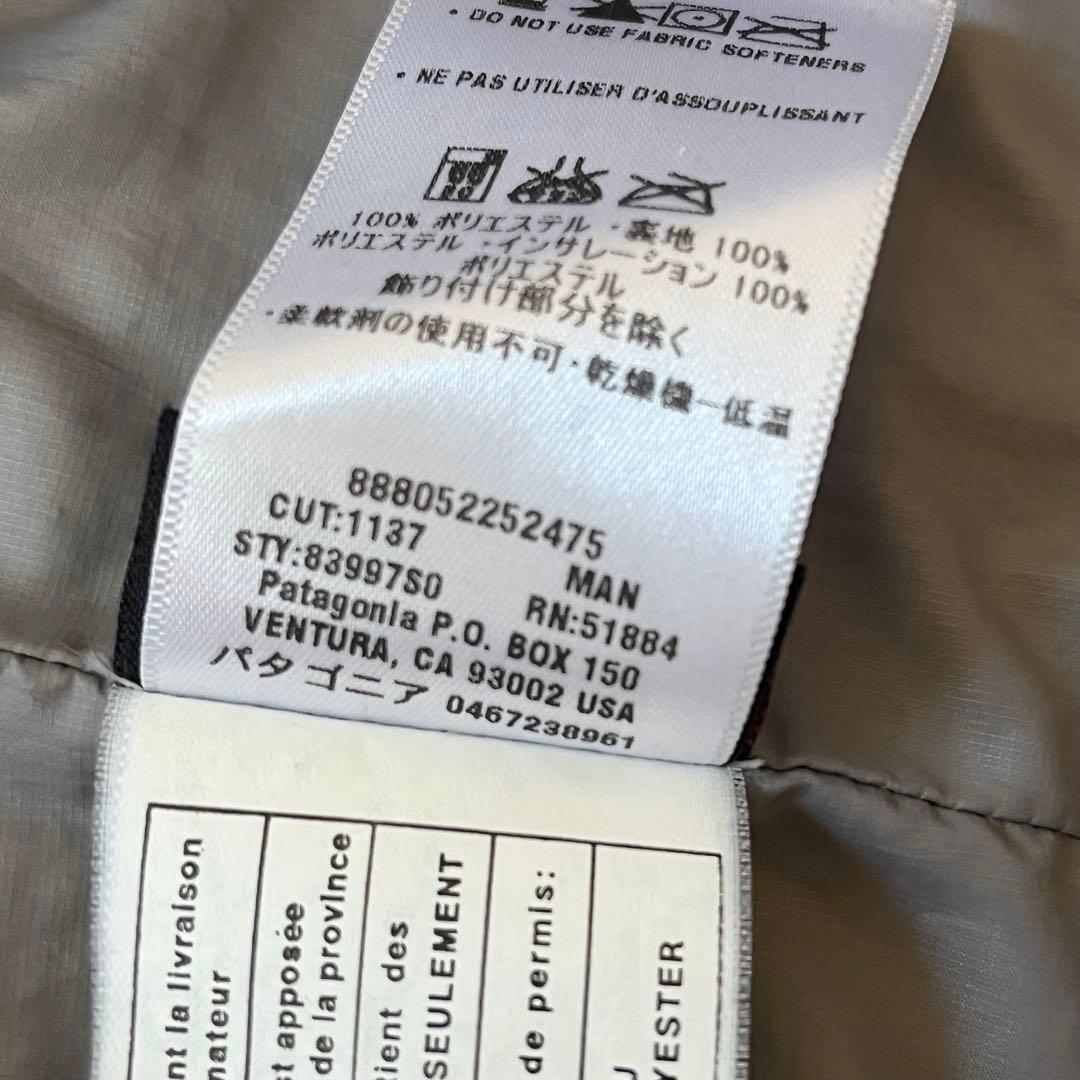 • DO NOT USE FABRIC SOFTENERS
• NE PAS UTILISER D'ASSOUPLISSANT
100% ポリエステル ・裏地 100%
ポリエステル ・インサレーション 100%
ポリエステル
飾り付け部分を除く
・柔軟剤の使用不可・乾燥機ー低温
888052252475
CUT:1137 MAN
STY:83997S0 RN:51884
Patagonia P.O. BOX 150
VENTURA, CA 93002 USA
パタゴニア 0467238961
nt la livraison
mateur
st apposée
de la province
tient des
SEULEMENT
de permis:
YESTER